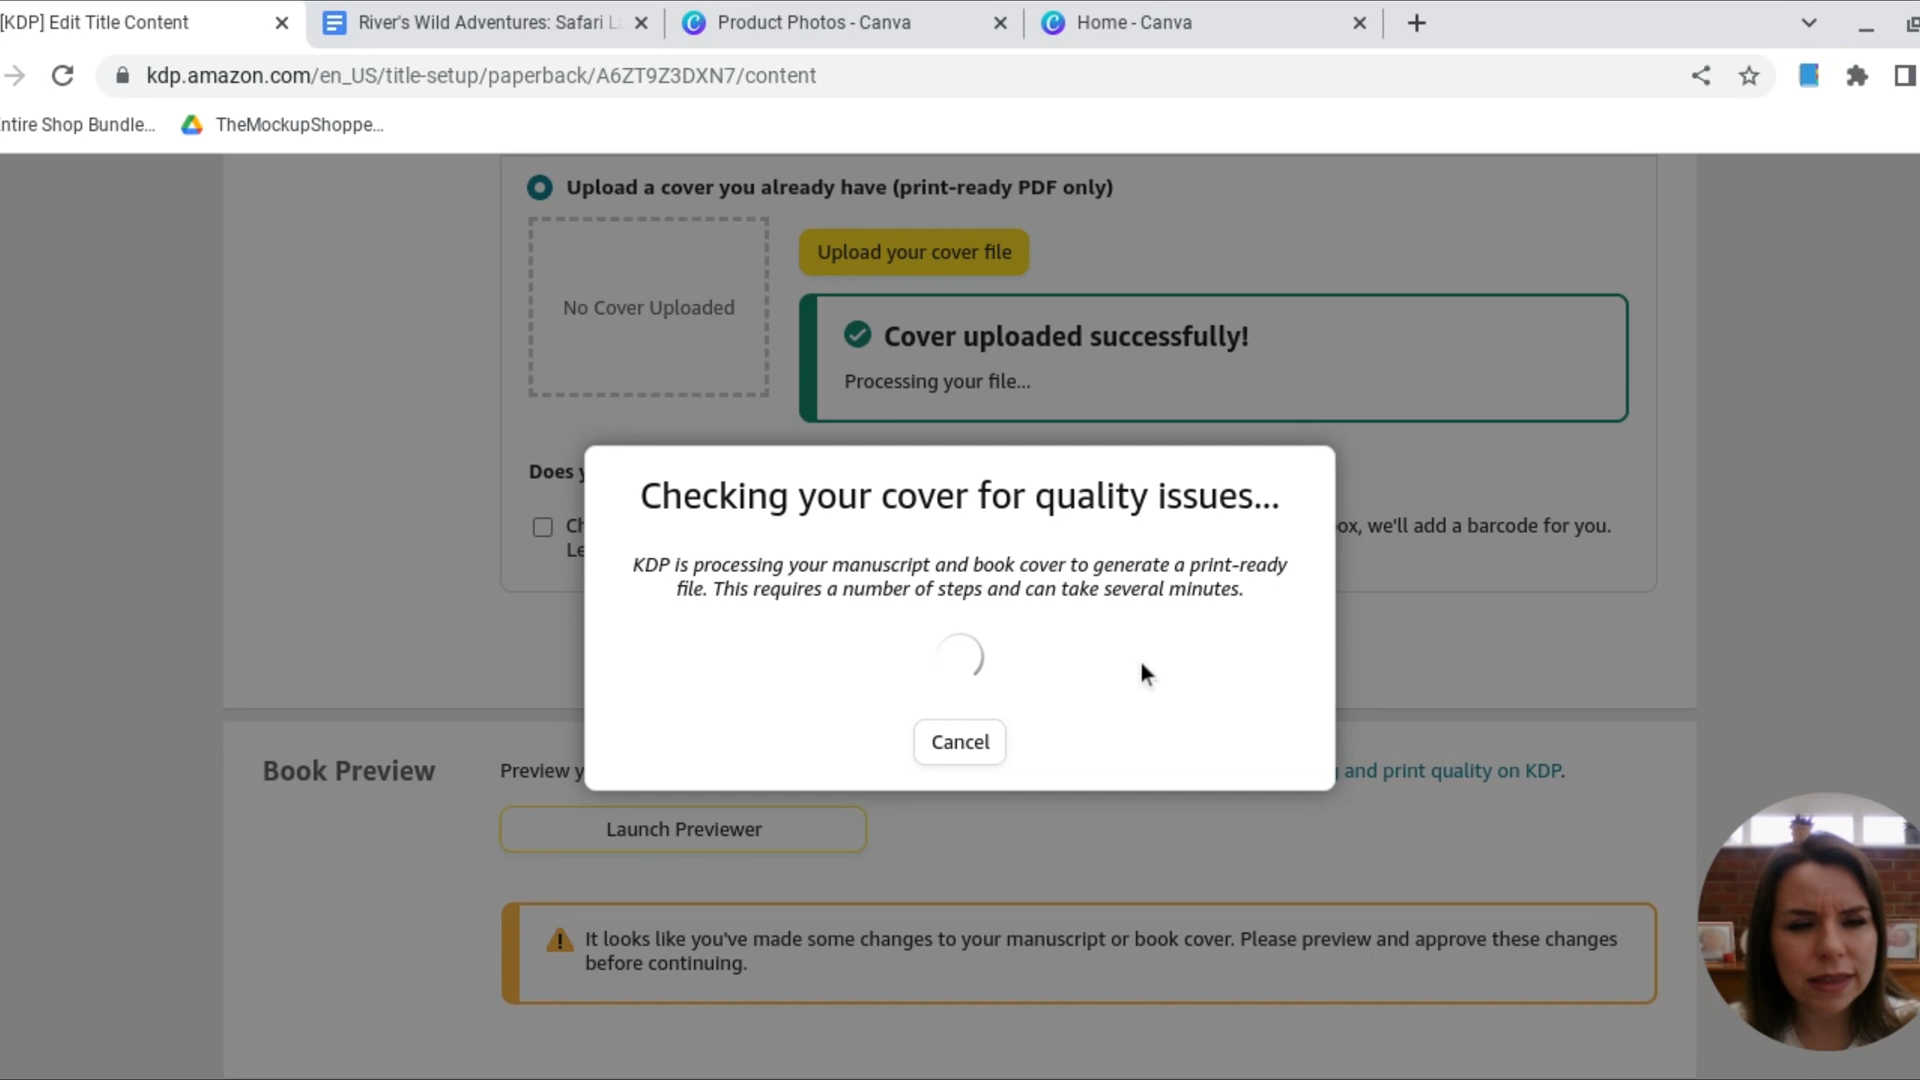 [KDP] Edit Title Content
River's Wild Adventures: Safari L
Product Photos - Canva
Home - Canva
kdp.amazon.com/en_US/title-setup/paperback/A6ZT9Z3DXN7/content
ntire Shop Bundle...
TheMockupShoppe...
Upload a cover you already have (print-ready PDF only)
No Cover Uploaded
Upload your cover file
Cover uploaded successfully!
Processing your file...
Does y
Ch
ox, we'll add a barcode for you.
Le
Checking your cover for quality issues...
KDP is processing your manuscript and book cover to generate a print-ready
file. This requires a number of steps and can take several minutes.
Cancel
Book Preview
Preview y
and print quality on KDP.
Launch Previewer
It looks like you've made some changes to your manuscript or book cover. Please preview and approve these changes
before continuing.